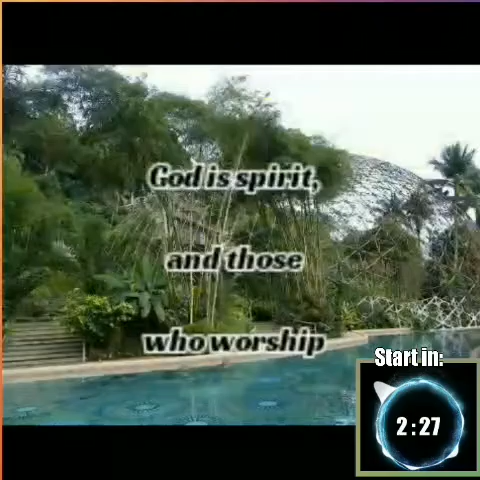 God is spirit,
and those
who worship
Start in:
2:27